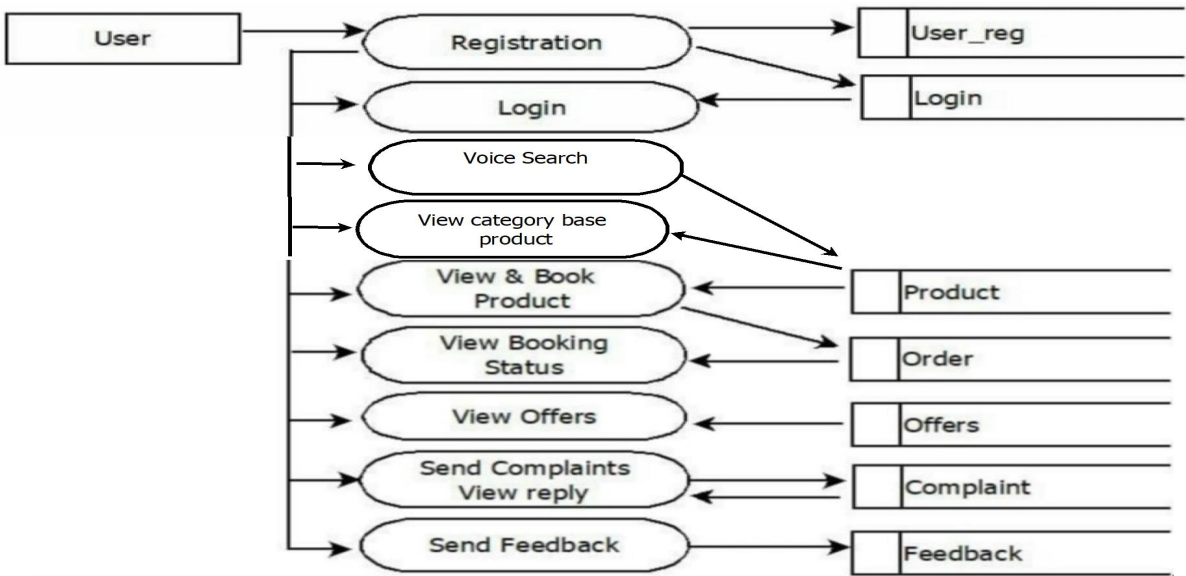 User
Registration
User_reg
Login
Login
Voice Search
View category base
product
View & Book
Product
Product
View Booking
Status
Order
View Offers
Offers
Send Complaints
View reply
Complaint
Send Feedback
Feedback